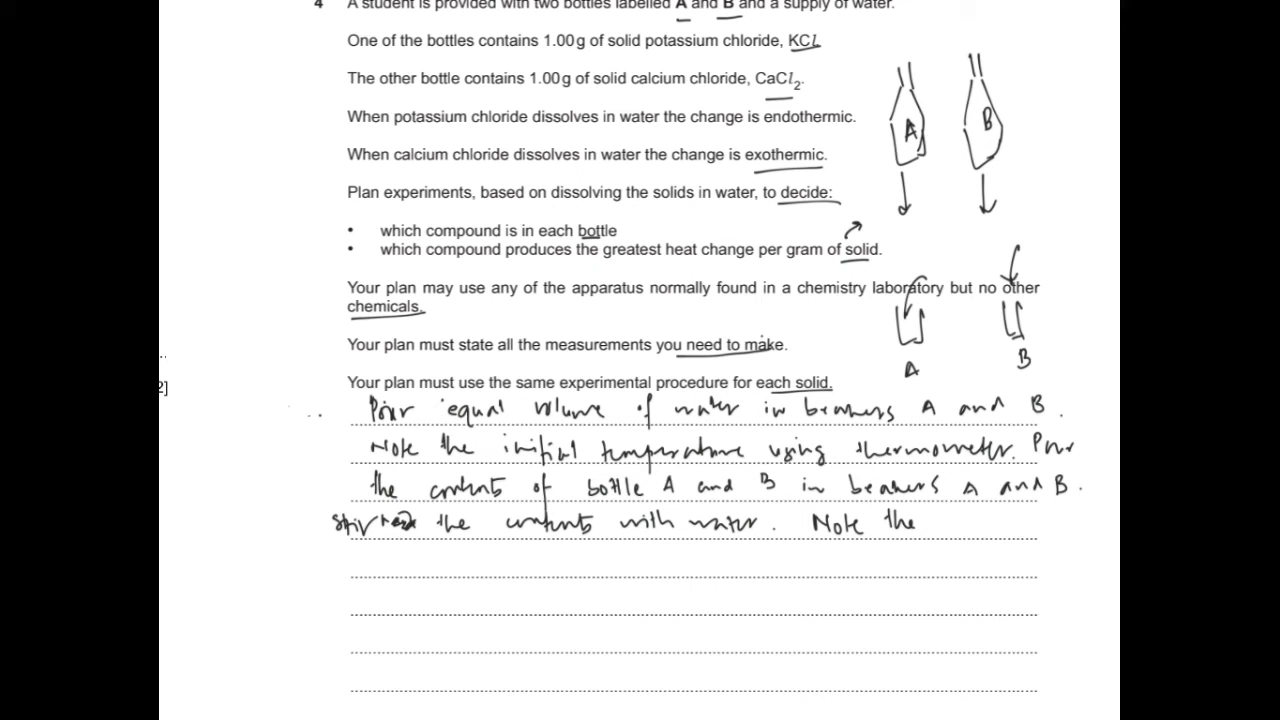 4 A student is provided with two bottles labelled A and B and a supply of water.
One of the bottles contains 1.00g of solid potassium chloride, KCl.
The other bottle contains 1.00g of solid calcium chloride, CaCl2.
When potassium chloride dissolves in water the change is endothermic.
When calcium chloride dissolves in water the change is exothermic.
Plan experiments, based on dissolving the solids in water, to decide:
• which compound is in each bottle
• which compound produces the greatest heat change per gram of solid.
Your plan may use any of the apparatus normally found in a chemistry laboratory but no other
chemicals.
Your plan must state all the measurements you need to make.
Your plan must use the same experimental procedure for each solid.
A B
A B
2]
Pour equal volume of water in beakers A and B.
Note the initial temperature using thermometer. Pour
the contents of bottle A and B in beakers A and B.
Stir the contents with water. Note the